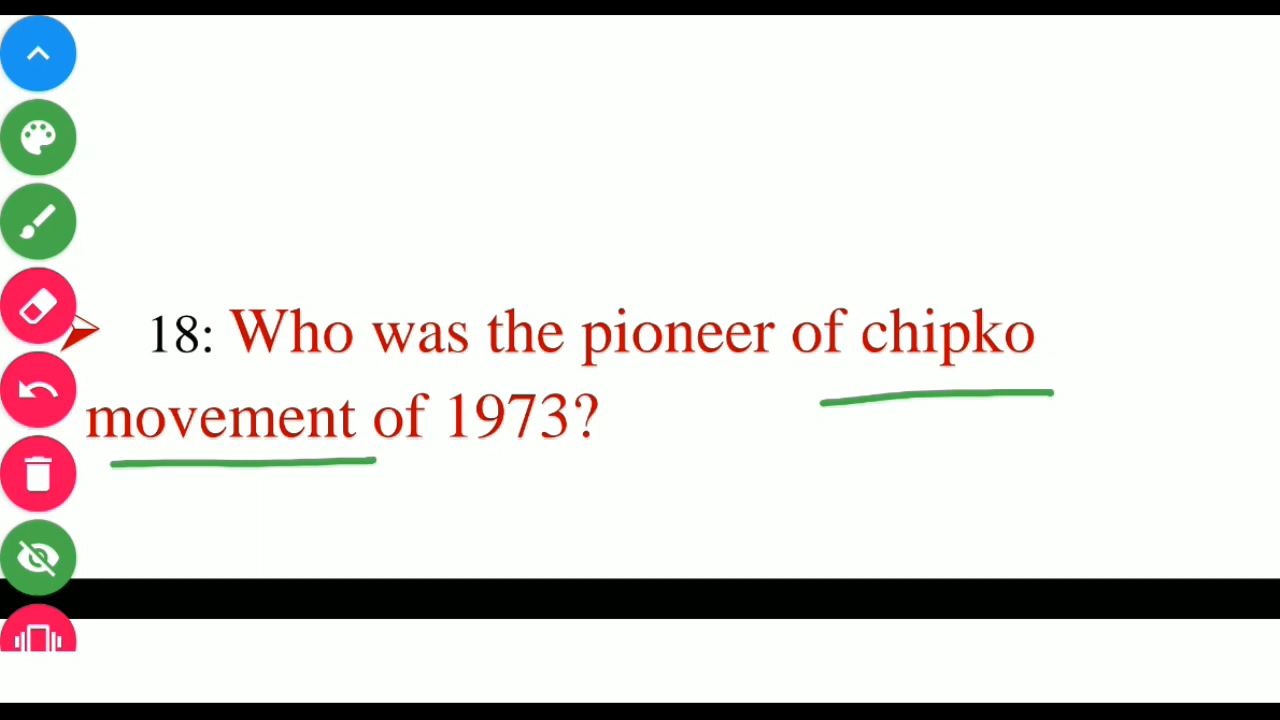 18: Who was the pioneer of chipko
movement of 1973?